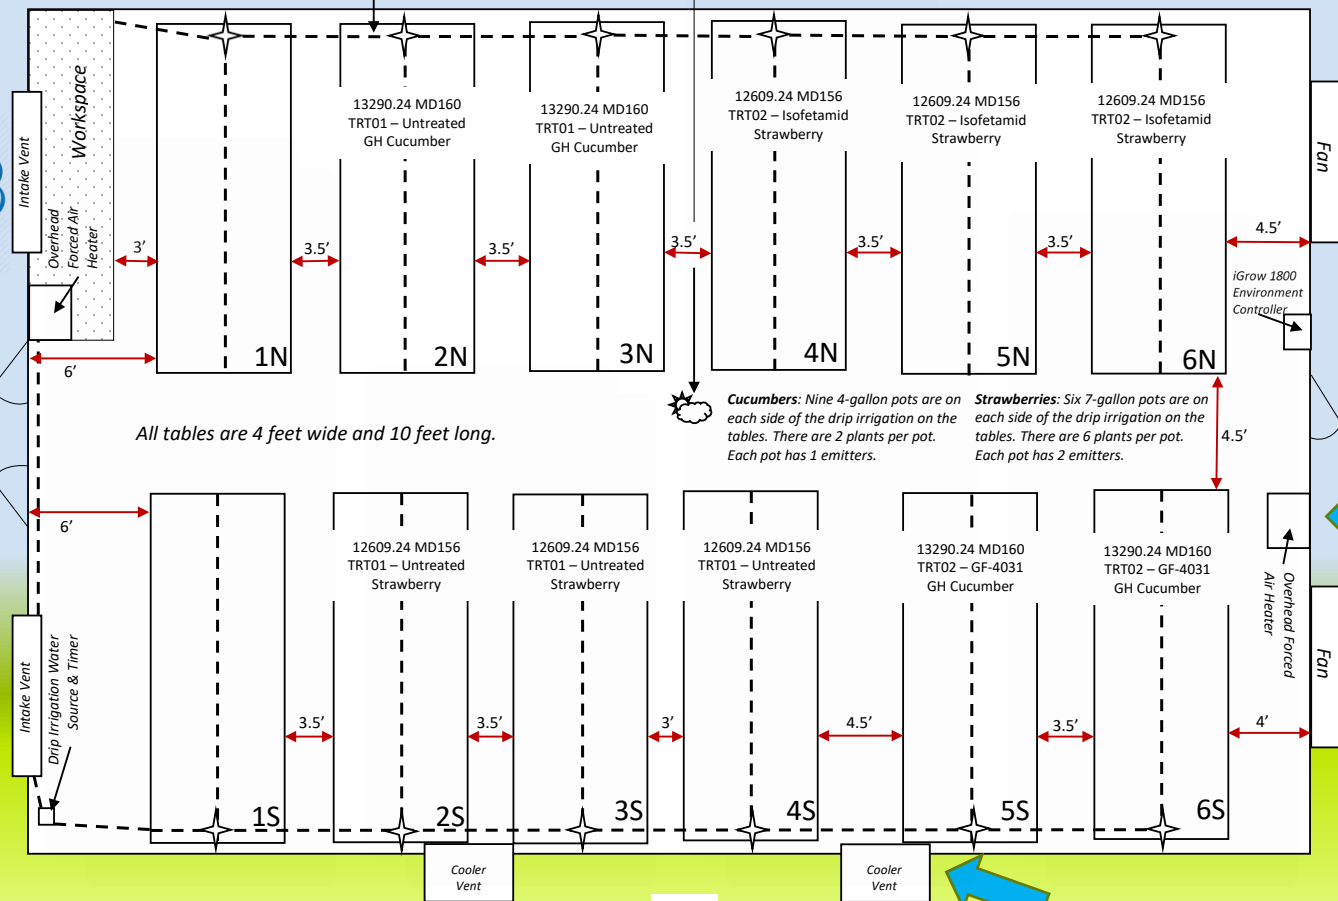 Workspace
Intake Vent
Overhead
Forced Air
Heater
13290.24 MD160
TRT01 – Untreated
GH Cucumber
13290.24 MD160
TRT01 – Untreated
GH Cucumber
12609.24 MD156
TRT02 – Isofetamid
Strawberry
12609.24 MD156
TRT02 – Isofetamid
Strawberry
12609.24 MD156
TRT02 – Isofetamid
Strawberry
Fan
3’
3.5’
3.5’
3.5’
3.5’
3.5’
4.5’
iGrow 1800
Environment
Controller
1N
2N
3N
4N
5N
6N
6’
All tables are 4 feet wide and 10 feet long.
Cucumbers: Nine 4-gallon pots are on
each side of the drip irrigation on the
tables. There are 2 plants per pot.
Each pot has 1 emitters.
Strawberries: Six 7-gallon pots are on
each side of the drip irrigation on the
tables. There are 6 plants per pot.
Each pot has 2 emitters.
4.5’
6’
12609.24 MD156
TRT01 – Untreated
Strawberry
12609.24 MD156
TRT01 – Untreated
Strawberry
12609.24 MD156
TRT01 – Untreated
Strawberry
13290.24 MD160
TRT02 – GF-4031
GH Cucumber
13290.24 MD160
TRT02 – GF-4031
GH Cucumber
Overhead Forced
Air Heater
Fan
Intake Vent
Drip Irrigation Water
Source & Timer
3.5’
3.5’
3’
4.5’
3.5’
4’
1S
2S
3S
4S
5S
6S
Cooler
Vent
Cooler
Vent